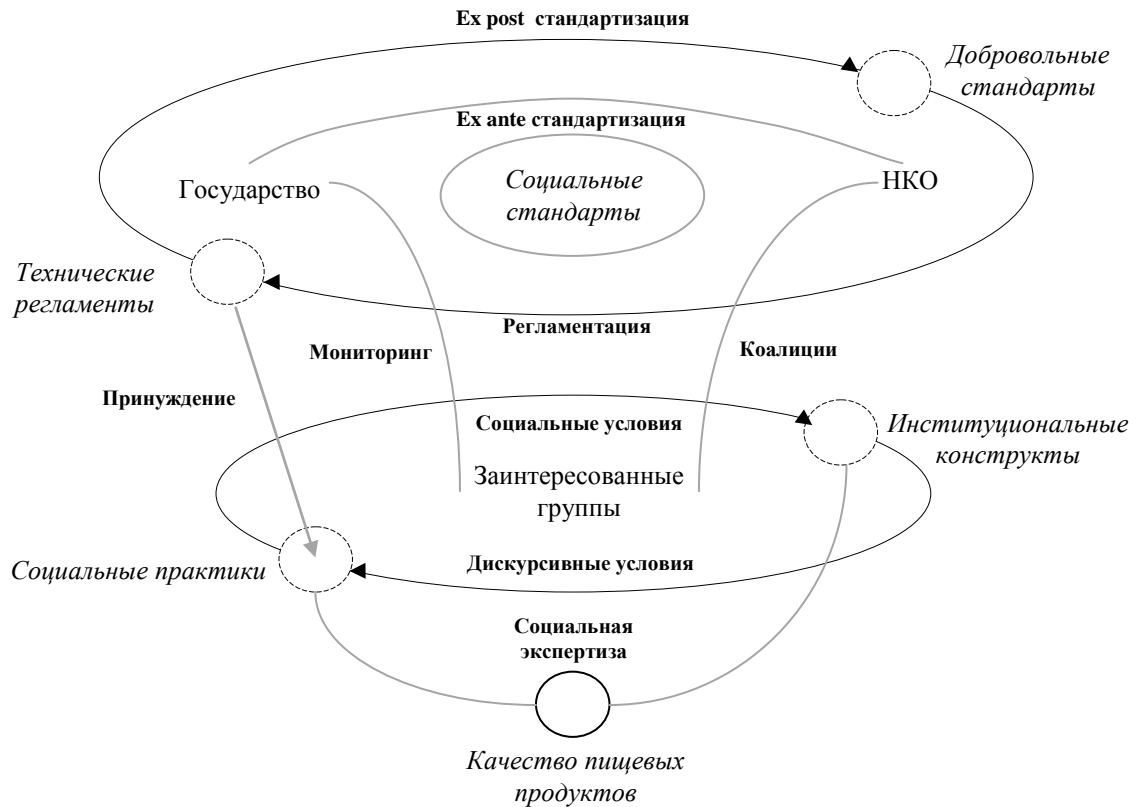 Ex post стандартизация
Добровольные
стандарты
Ex ante стандартизация
Государство
Социальные
стандарты
НКО
Технические
регламенты
Регламентация
Мониторинг
Коалиции
Принуждение
Социальные условия
Институциональные
конструкты
Заинтересованные
группы
Социальные практики
Дискурсивные условия
Социальная
экспертиза
Качество пищевых
продуктов